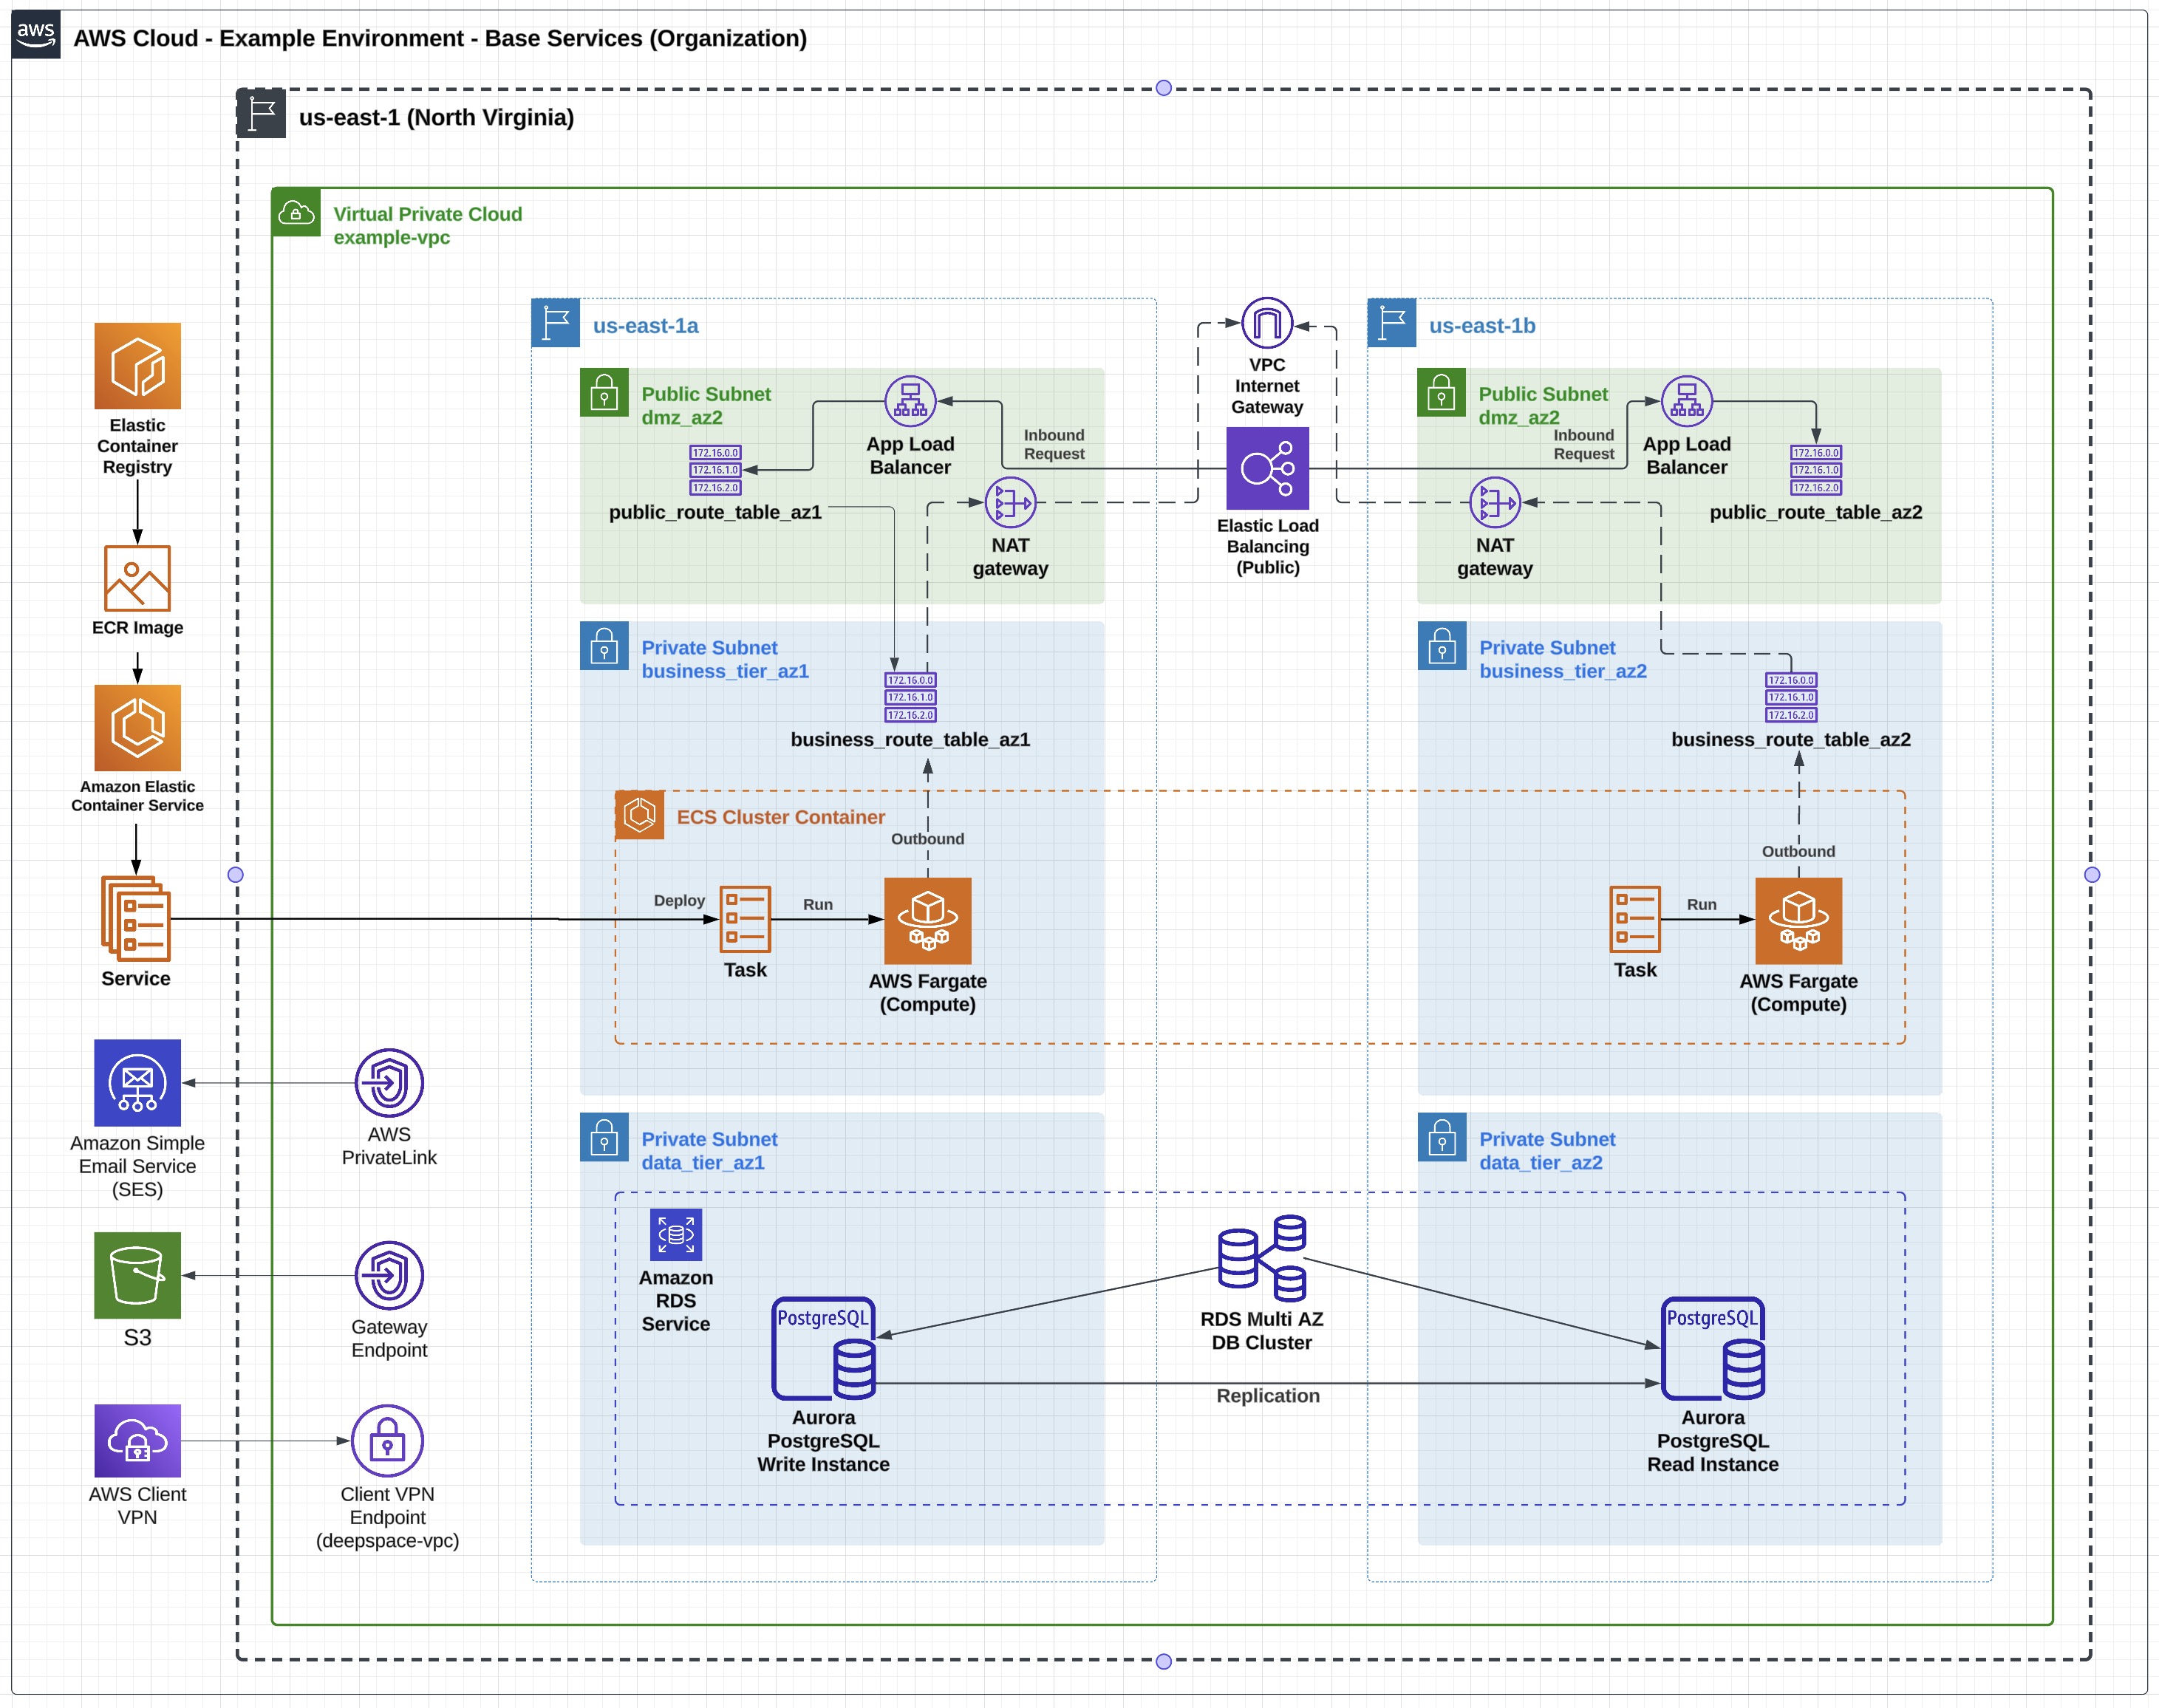 aws
AWS Cloud - Example Environment - Base Services (Organization)
us-east-1 (North Virginia)
Virtual Private Cloud
example-vpc
Elastic
Container
Registry
ECR Image
Amazon Elastic
Container Service
Service
Amazon Simple
Email Service
(SES)
S3
AWS Client
VPN
AWS
PrivateLink
Gateway
Endpoint
Client VPN
Endpoint
(deepspace-vpc)
us-east-1a
Public Subnet
dmz_az2
App Load
Balancer
Inbound
Request
172.16.0.0
172.16.1.0
172.16.2.0
public_route_table_az1
NAT
gateway
VPC
Internet
Gateway
Elastic Load
Balancing
(Public)
us-east-1b
Public Subnet
dmz_az2
Inbound
Request
App Load
Balancer
172.16.0.0
172.16.1.0
172.16.2.0
public_route_table_az2
NAT
gateway
Private Subnet
business_tier_az1
172.16.0.0
172.16.1.0
172.16.2.0
business_route_table_az1
Private Subnet
business_tier_az2
172.16.0.0
172.16.1.0
172.16.2.0
business_route_table_az2
ECS Cluster Container
Outbound
Deploy
Task
Run
AWS Fargate
(Compute)
Outbound
Task
Run
AWS Fargate
(Compute)
Private Subnet
data_tier_az1
Private Subnet
data_tier_az2
Amazon
RDS
Service
PostgreSQL
Aurora
PostgreSQL
Write Instance
RDS Multi AZ
DB Cluster
Replication
PostgreSQL
Aurora
PostgreSQL
Read Instance